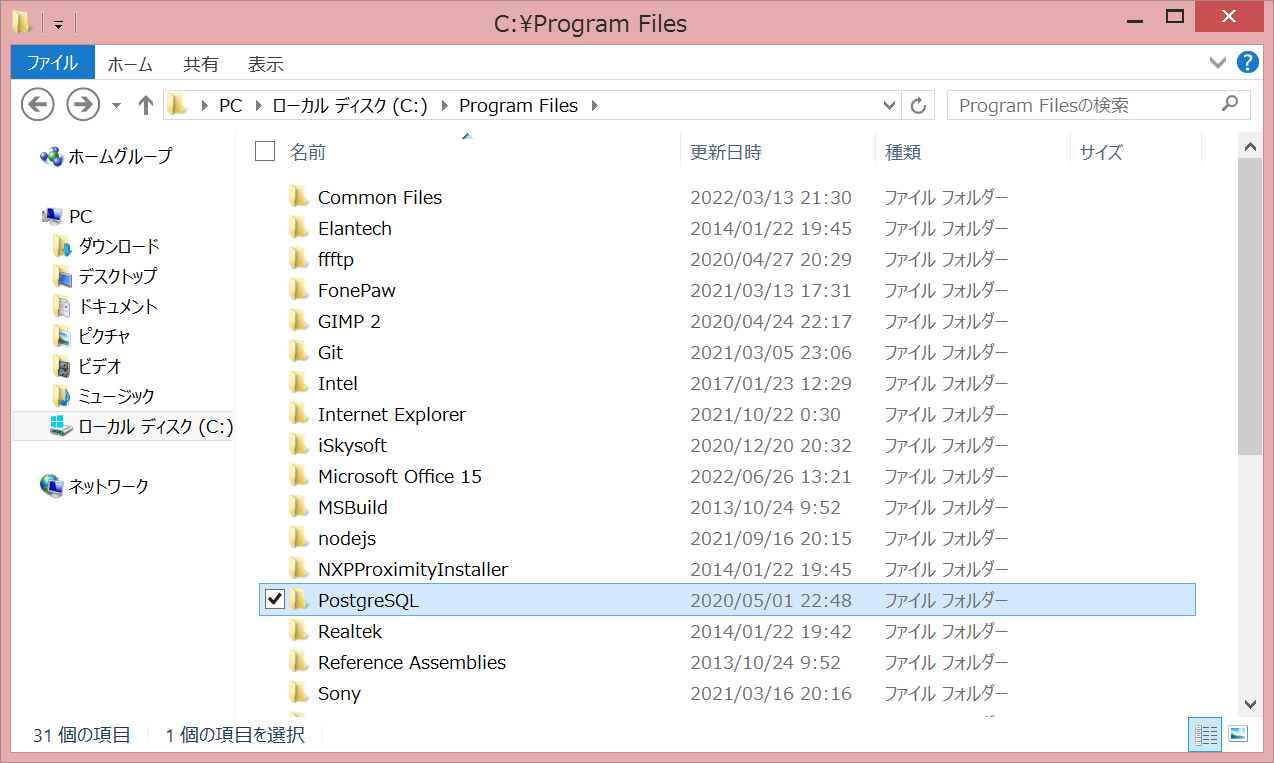 C:¥Program Files
ファイル ホーム 共有 表示
PC ローカル ディスク (C:) Program Files Program Filesの検索
ホームグループ
PC
ダウンロード
デスクトップ
ドキュメント
ピクチャ
ビデオ
ミュージック
ローカル ディスク (C:)
ネットワーク
名前 更新日時 種類 サイズ
Common Files 2022/03/13 21:30 ファイル フォルダー
Elantech 2014/01/22 19:45 ファイル フォルダー
ffftp 2020/04/27 20:29 ファイル フォルダー
FonePaw 2021/03/13 17:31 ファイル フォルダー
GIMP 2 2020/04/24 22:17 ファイル フォルダー
Git 2021/03/05 23:06 ファイル フォルダー
Intel 2017/01/23 12:29 ファイル フォルダー
Internet Explorer 2021/10/22 0:30 ファイル フォルダー
iSkysoft 2020/12/20 20:32 ファイル フォルダー
Microsoft Office 15 2022/06/26 13:21 ファイル フォルダー
MSBuild 2013/10/24 9:52 ファイル フォルダー
nodejs 2021/09/16 20:15 ファイル フォルダー
NXPProximityInstaller 2014/01/22 19:45 ファイル フォルダー
PostgreSQL 2020/05/01 22:48 ファイル フォルダー
Realtek 2014/01/22 19:42 ファイル フォルダー
Reference Assemblies 2013/10/24 9:52 ファイル フォルダー
Sony 2021/03/16 20:16 ファイル フォルダー
31 個の項目 1 個の項目を選択